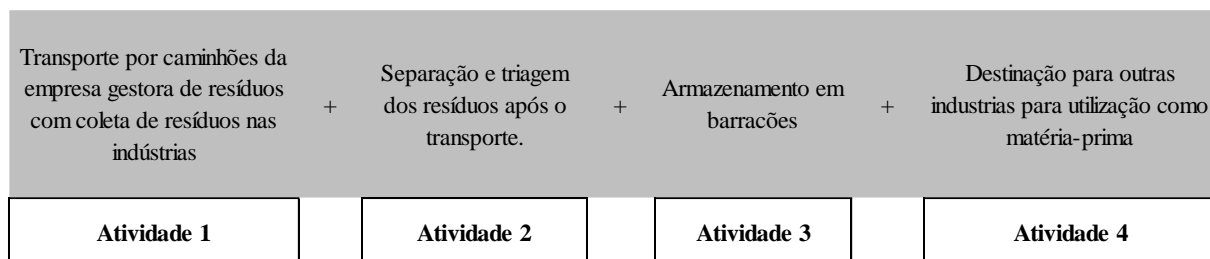 Transporte por caminhões da
empresa gestora de resíduos
com coleta de resíduos nas
indústrias
+
Separação e triagem
dos resíduos após o
transporte.
+
Armazenamento em
barracões
+
Destinação para outras
industrias para utilização como
matéria-prima
Atividade 1
Atividade 2
Atividade 3
Atividade 4